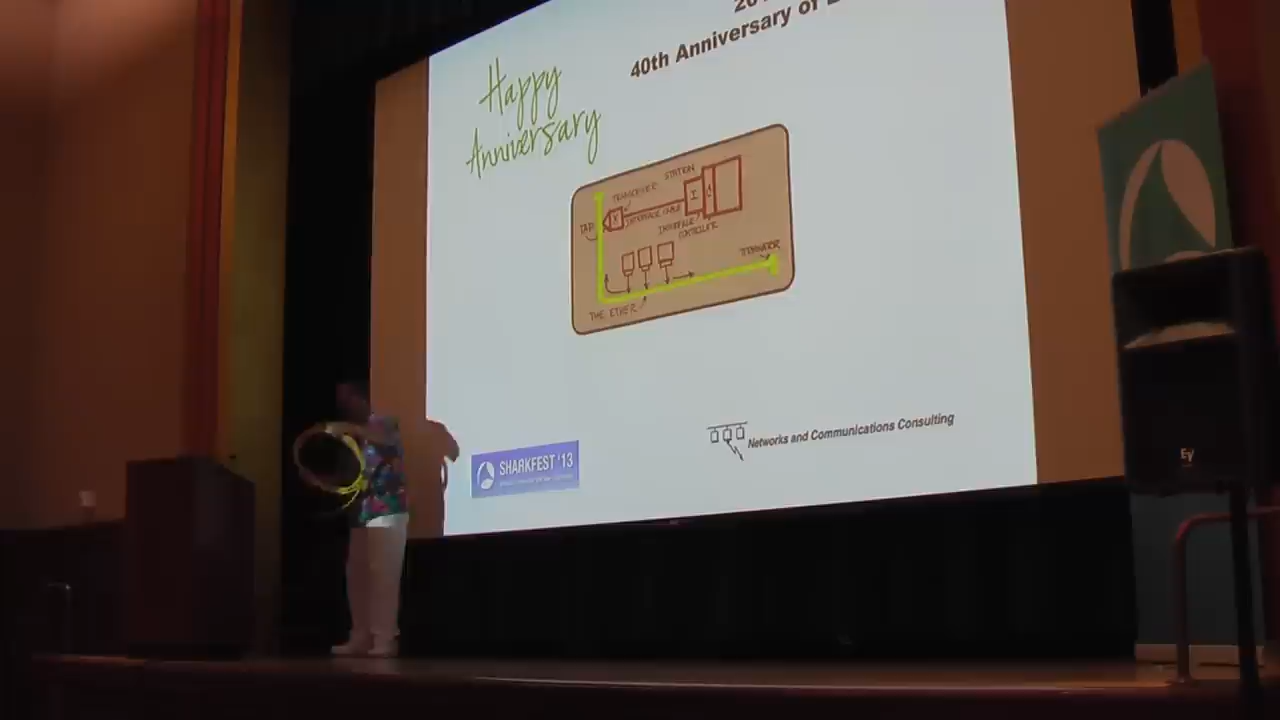 40th Anniversary of
Happy
Anniversary
STATION
TRANSCEIVER
TAP
X
I
INTERFACE CABLE
INTERFACE
CONTROLLER
THE ETHER
SHARKFEST '13
Networks and Communications Consulting
EV